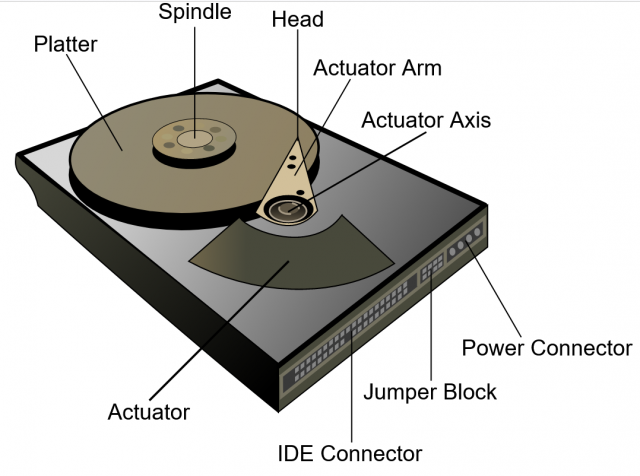 Spindle
Head
Platter
Actuator Arm
Actuator Axis
Power Connector
Jumper Block
Actuator
IDE Connector